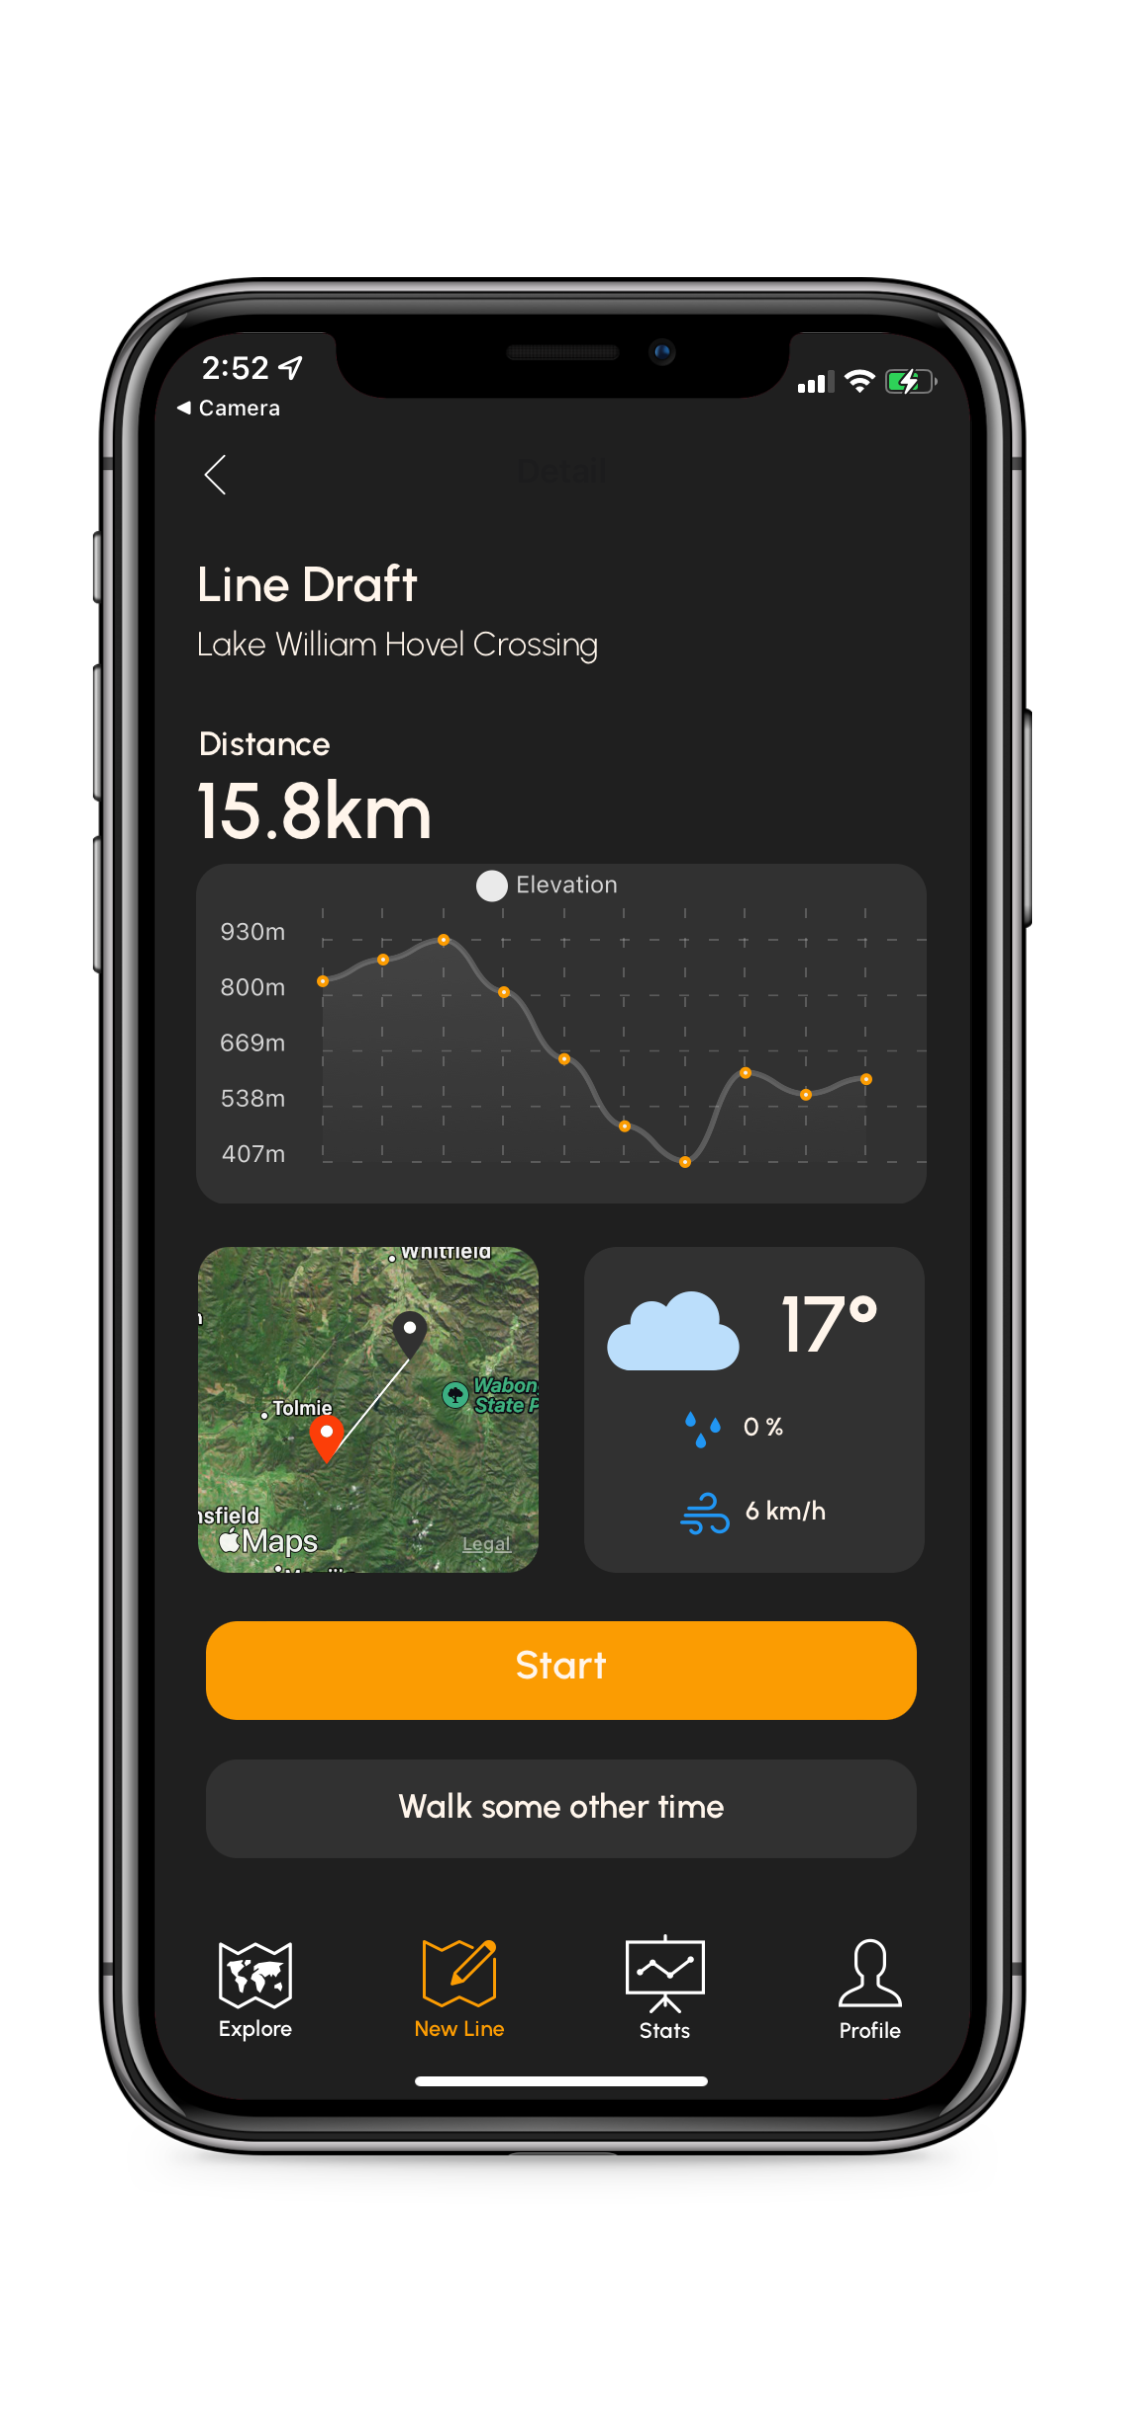 2:52
◀ Camera
Detail
Line Draft
Lake William Hovel Crossing
Distance
15.8km
Elevation
930m
800m
669m
538m
407m
Whitfield
Tolmie
Wabon
State P
nsfield
Maps
Legal
17°
0 %
6 km/h
Start
Walk some other time
Explore
New Line
Stats
Profile